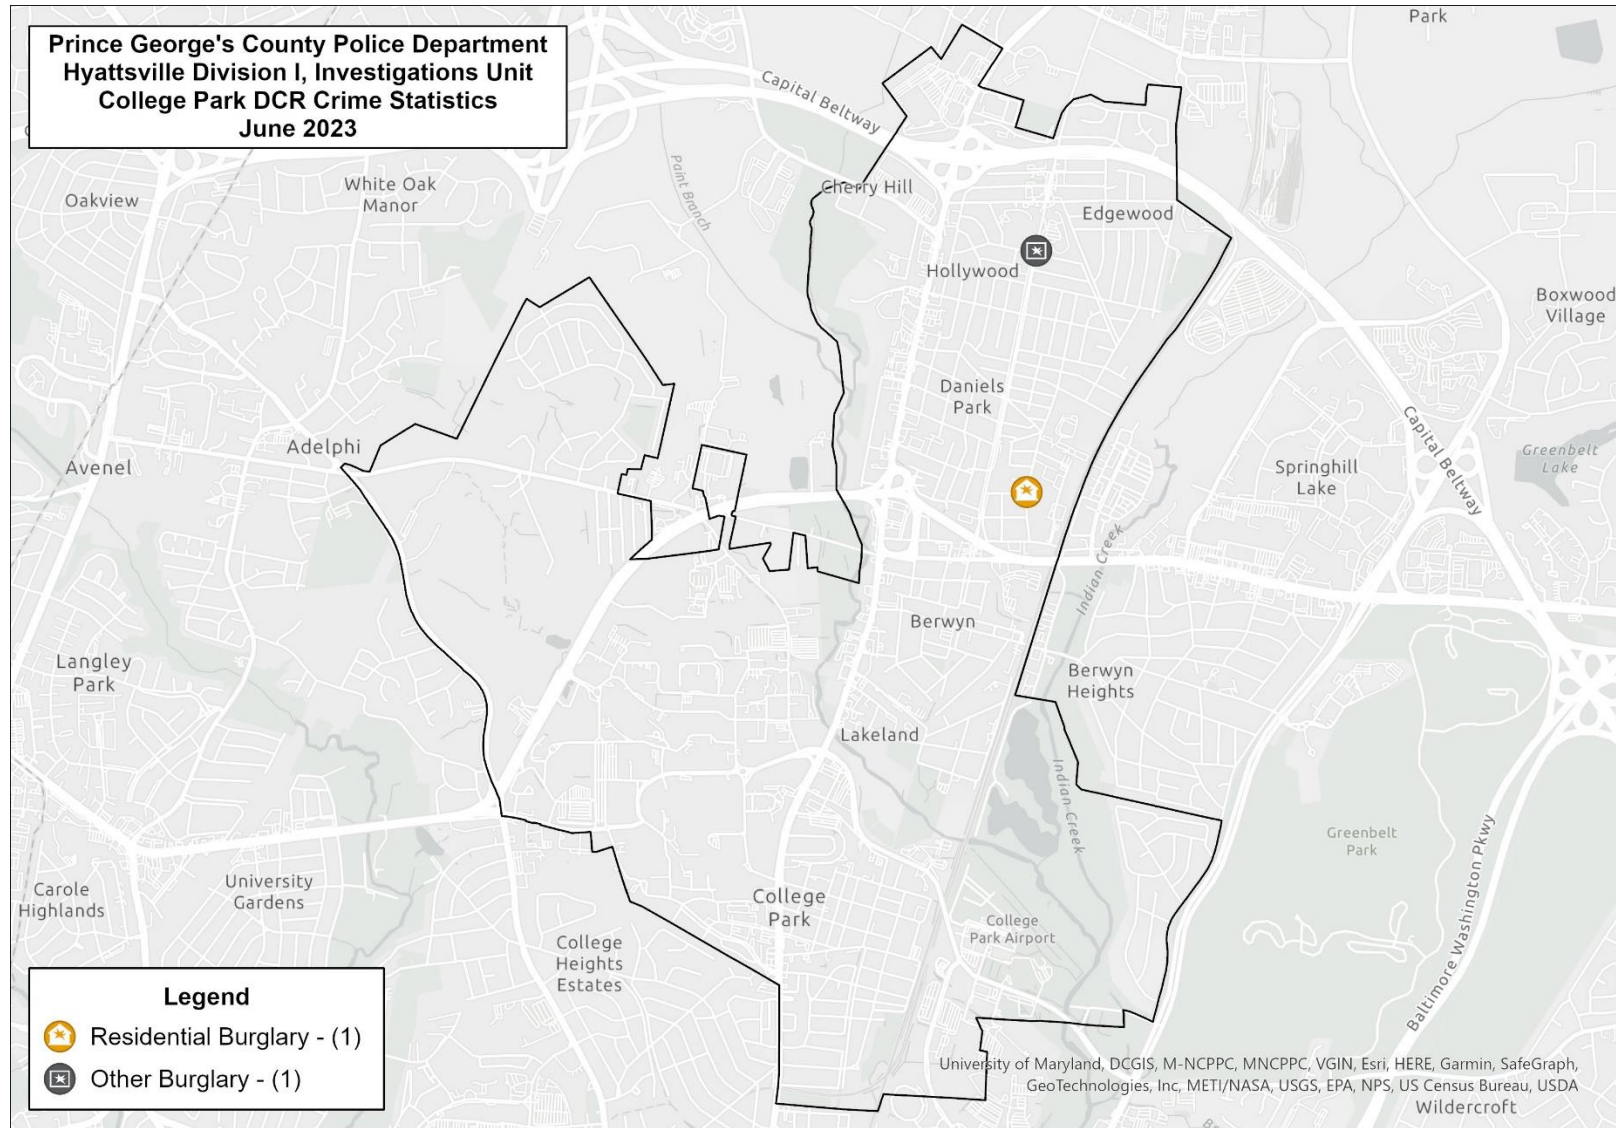 Prince George's County Police Department
Hyattsville Division I, Investigations Unit
College Park DCR Crime Statistics
June 2023
Park
Capital Beltway
Paint Branch
White Oak
Manor
Oakview
Cherry Hill
Edgewood
Hollywood
Boxwood
Village
Daniels
Park
Capital Beltway
Adelphi
Avenel
Springhill
Lake
Greenbelt
Lake
Indian Creek
Berwyn
Langley
Park
Berwyn
Heights
Lakeland
Indian Creek
Greenbelt
Park
Baltimore Washington Pkwy
Carole
Highlands
University
Gardens
College
Park
College
Park Airport
College
Heights
Estates
Legend
Residential Burglary - (1)
Other Burglary - (1)
University of Maryland, DCGIS, M-NCPPC, MNCPPC, VGIN, Esri, HERE, Garmin, SafeGraph,
GeoTechnologies, Inc, METI/NASA, USGS, EPA, NPS, US Census Bureau, USDA
Wildercroft